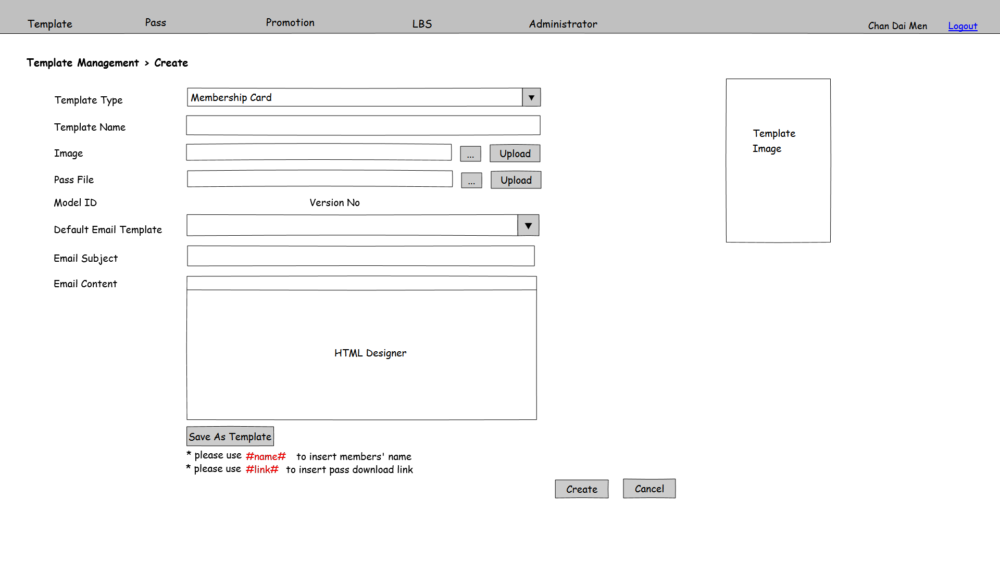 Template Pass Promotion LBS Administrator Chan Dai Men Logout
Template Management > Create
Template Type Membership Card ▼
Template Name
Image ... Upload
Pass File ... Upload
Model ID Version No
Default Email Template ▼
Email Subject
Email Content
HTML Designer
Save As Template
* please use #name# to insert members' name
* please use #link# to insert pass download link
Create Cancel
Template
Image